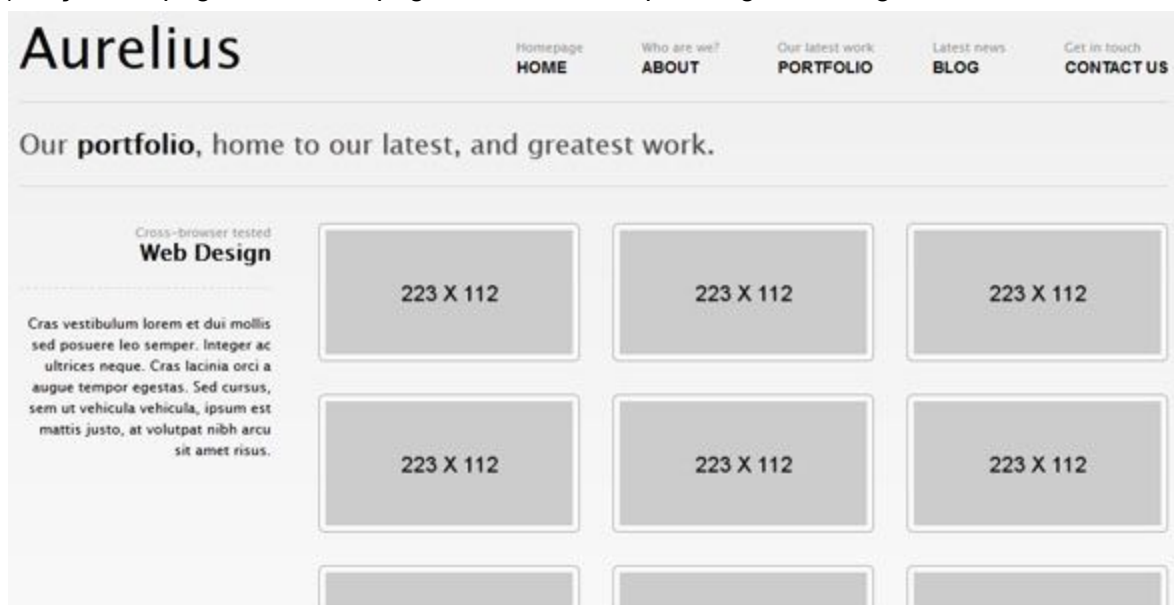 Aurelius
Homepage
HOME
Who are we?
ABOUT
Our latest work
PORTFOLIO
Latest news
BLOG
Get in touch
CONTACT US
Our portfolio, home to our latest, and greatest work.
Cross-browser tested
Web Design
Cras vestibulum lorem et dui mollis
sed posuere leo semper. Integer ac
ultrices neque. Cras lacinia orci a
augue tempor egestas. Sed cursus,
sem ut vehicula vehicula, ipsum est
mattis justo, at volutpat nibh arcu
sit amet risus.
223 X 112
223 X 112
223 X 112
223 X 112
223 X 112
223 X 112